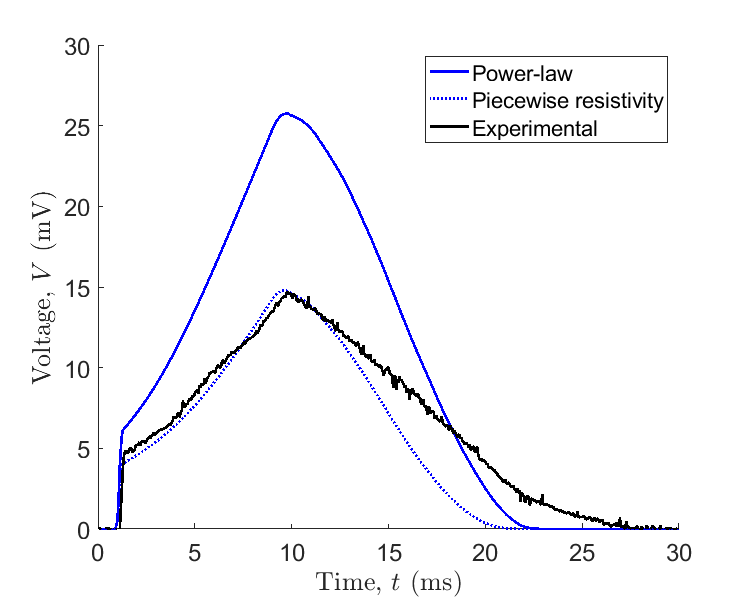 30
25
20
15
10
5
0
Voltage, V (mV)
Power-law
Piecewise resistivity
Experimental
0 5 10 15 20 25 30
Time, t (ms)